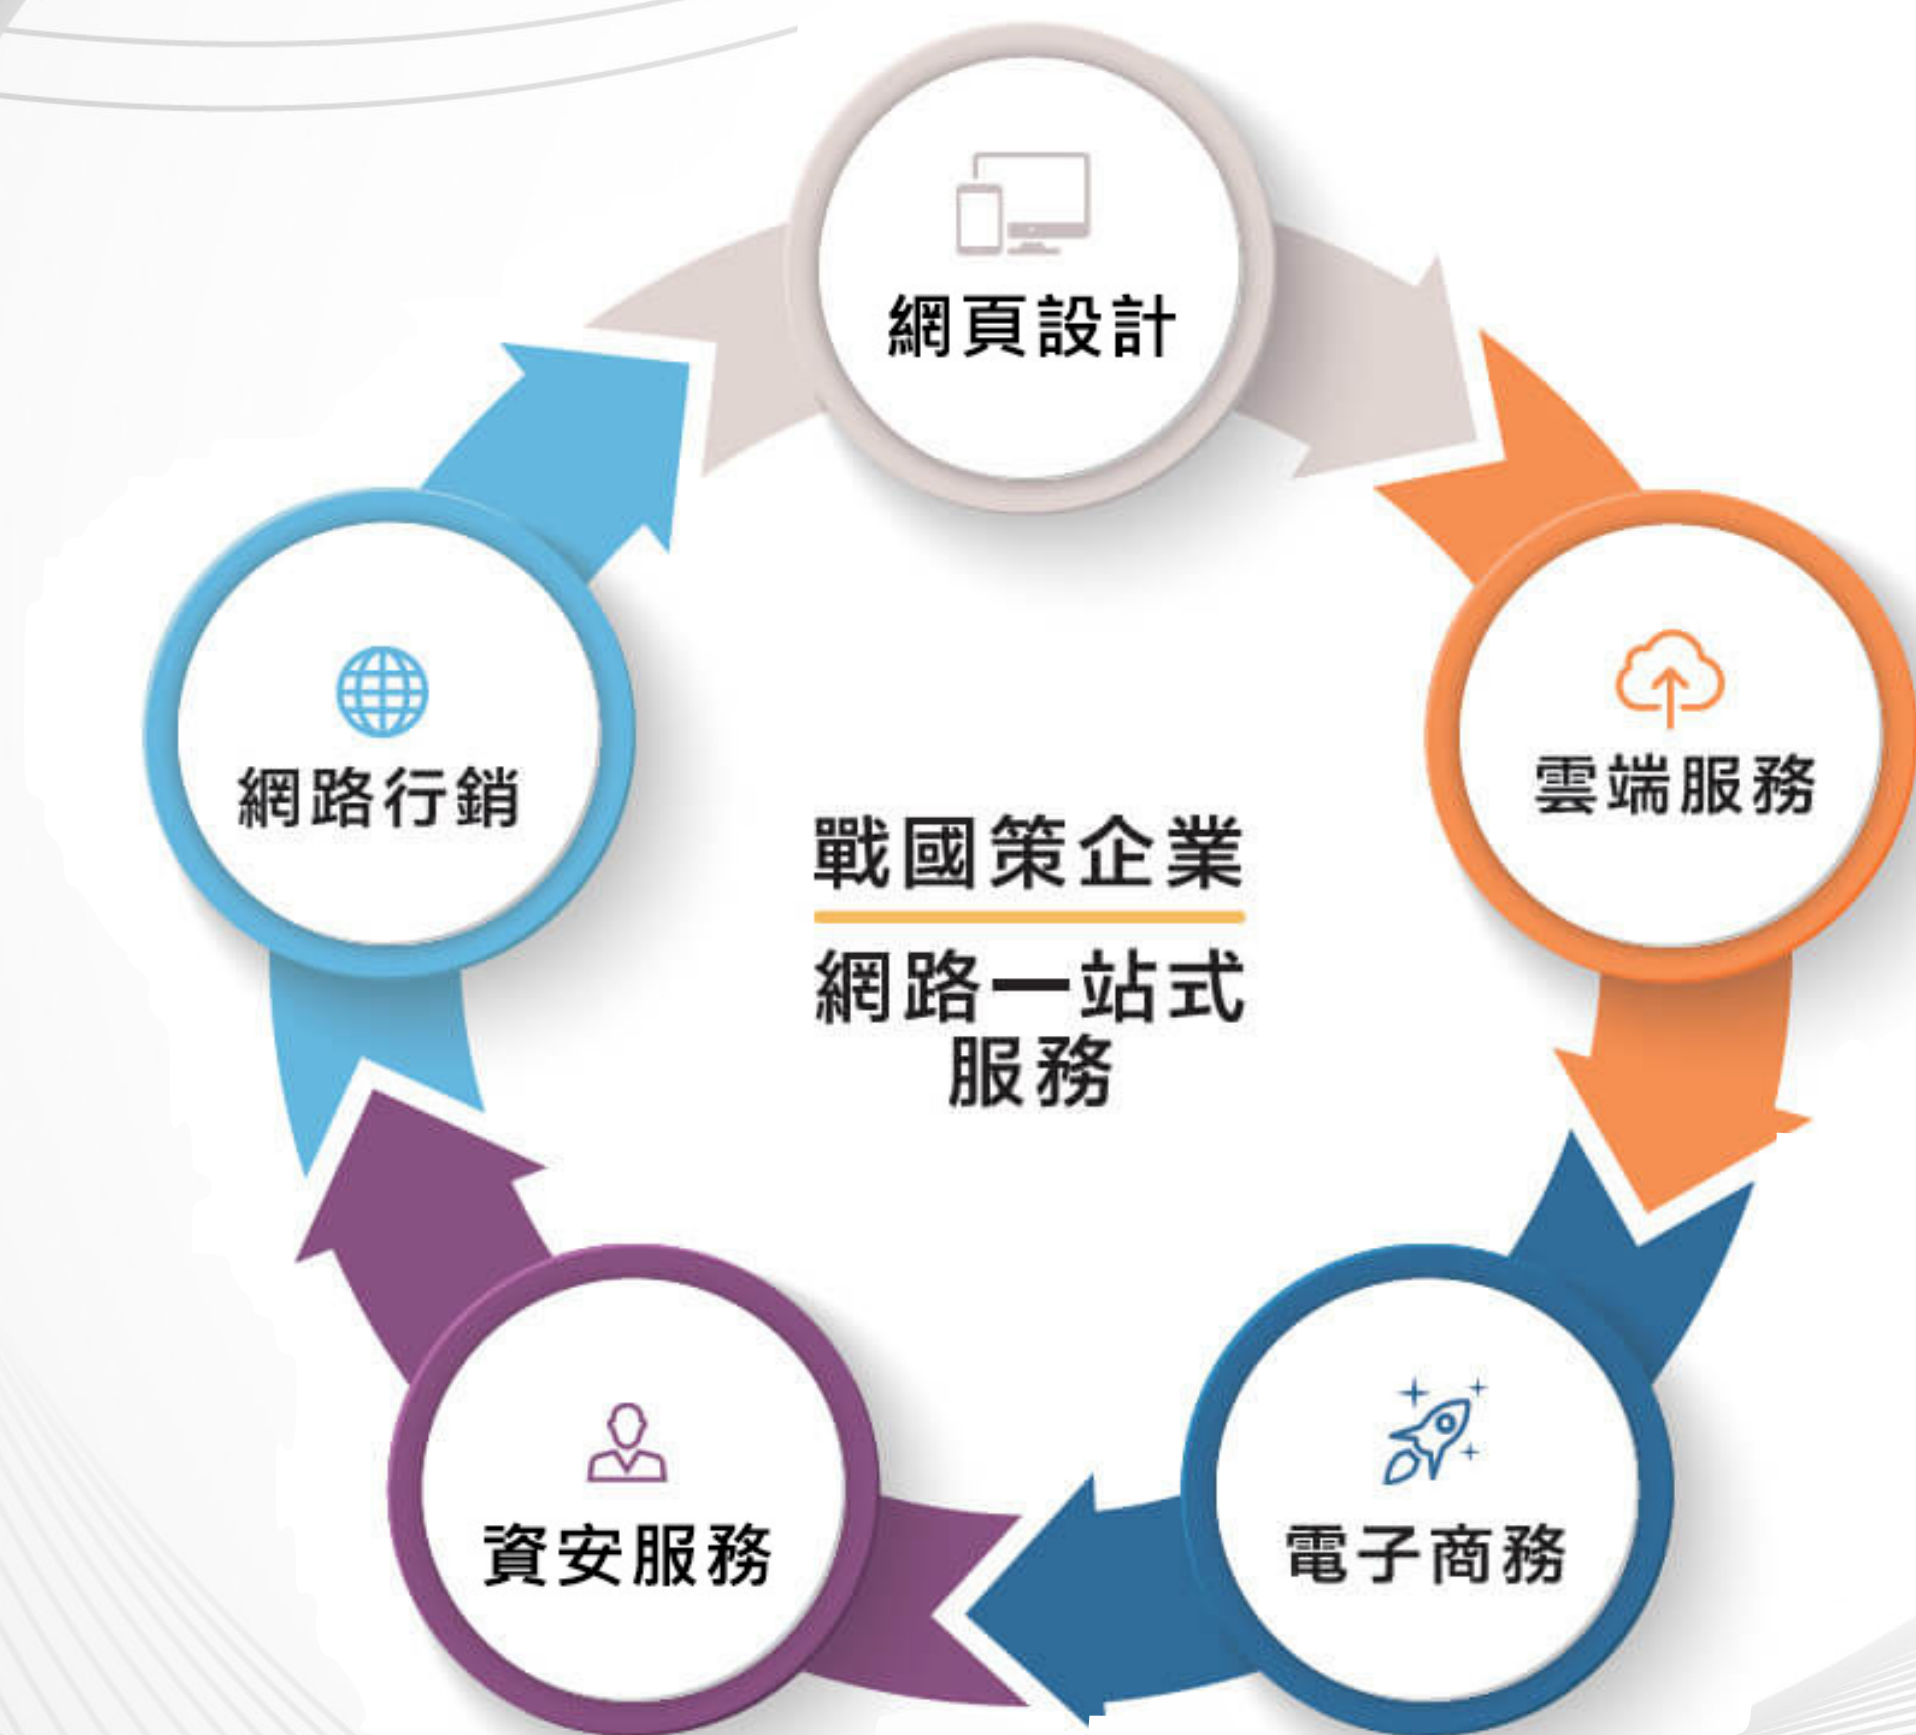 網頁設計
網路行銷
雲端服務
戰國策企業
網路一站式
服務
資安服務
電子商務